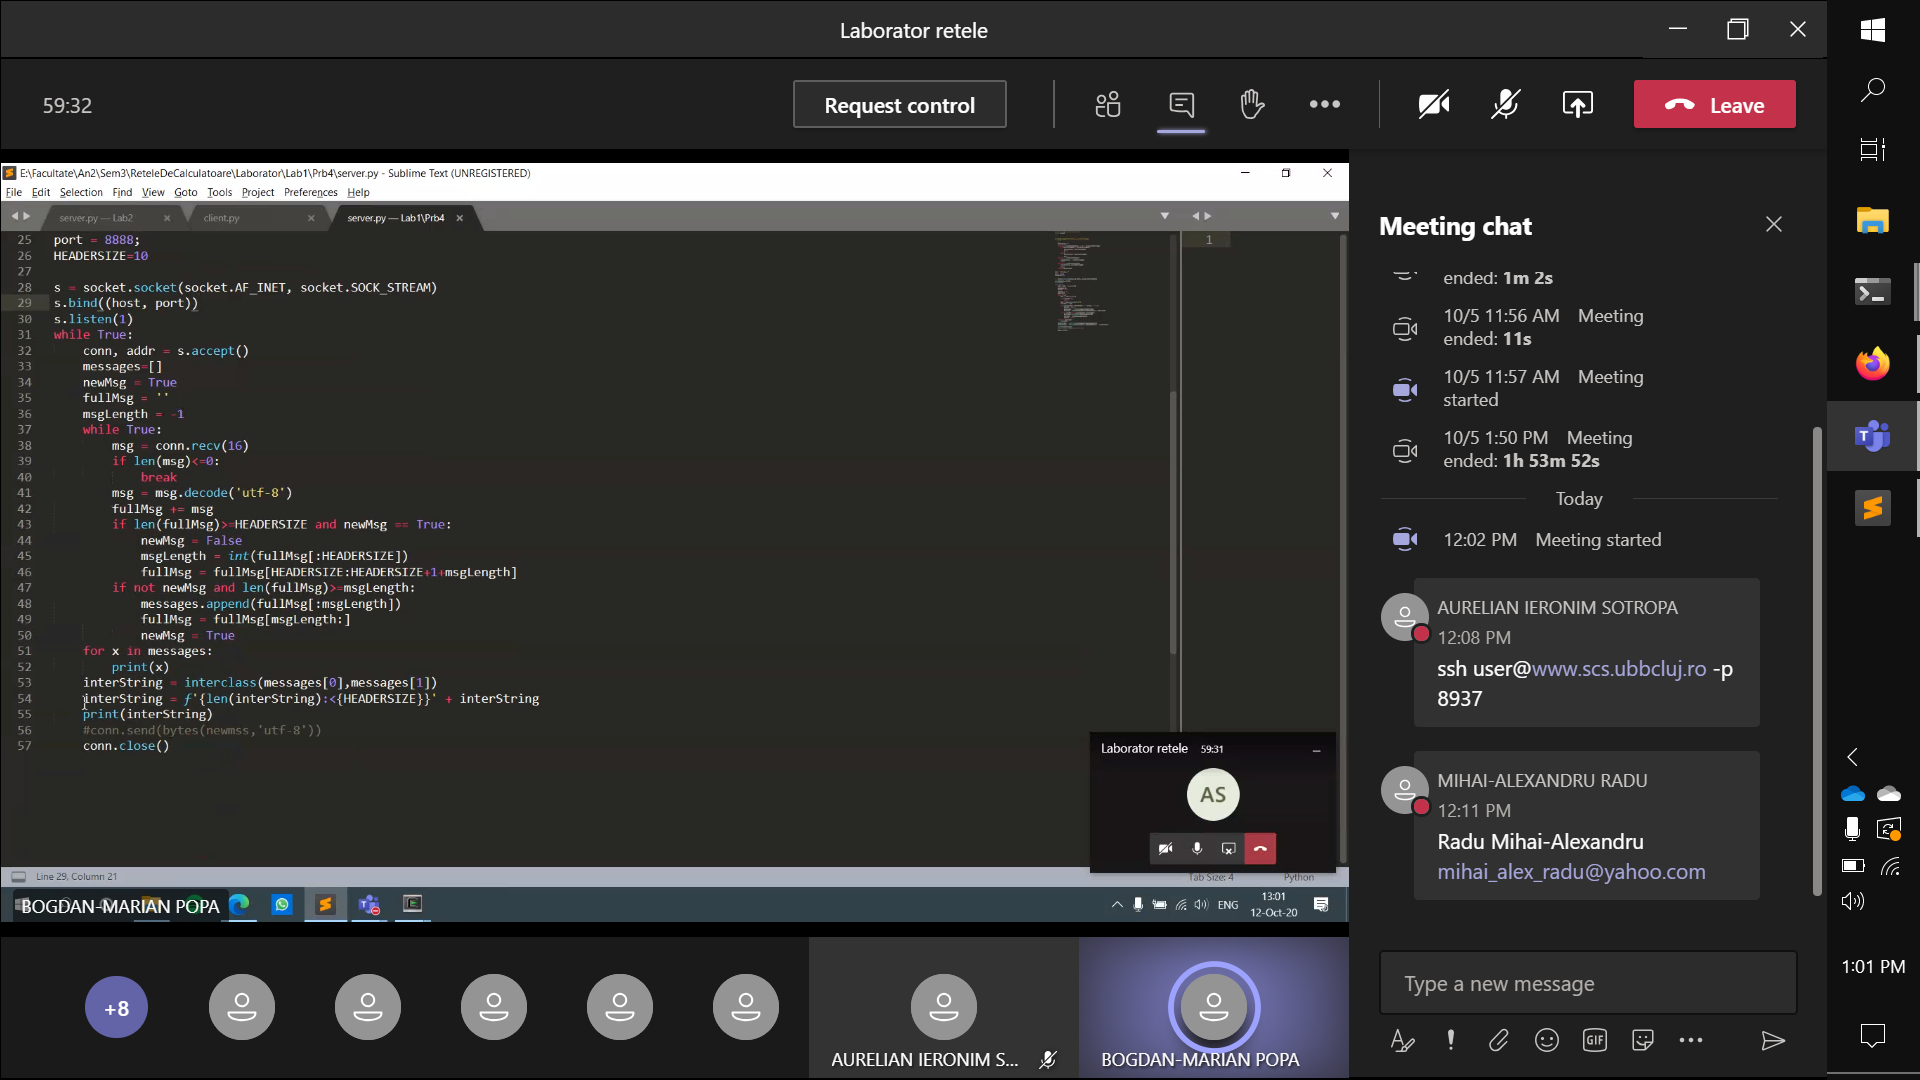 Laborator retele
59:32
Request control
Leave
E:\Facultate\An2\Sem3\ReteleDeCalculatoare\Laborator\Lab1\Prb4\server.py - Sublime Text (UNREGISTERED)
File Edit Selection Find View Goto Tools Project Preferences Help
server.py — Lab2
client.py
server.py — Lab1\Prb4
1
25 port = 8888;
26 HEADERSIZE=10
27
28 s = socket.socket(socket.AF_INET, socket.SOCK_STREAM)
29 s.bind((host, port))
30 s.listen(1)
31 while True:
32     conn, addr = s.accept()
33     messages=[]
34     newMsg = True
35     fullMsg = ''
36     msgLength = -1
37     while True:
38         msg = conn.recv(16)
39         if len(msg)<=0:
40             break
41         msg = msg.decode('utf-8')
42         fullMsg += msg
43         if len(fullMsg)>=HEADERSIZE and newMsg == True:
44             newMsg = False
45             msgLength = int(fullMsg[:HEADERSIZE])
46             fullMsg = fullMsg[HEADERSIZE:HEADERSIZE+1+msgLength]
47         if not newMsg and len(fullMsg)>=msgLength:
48             messages.append(fullMsg[:msgLength])
49             fullMsg = fullMsg[msgLength:]
50             newMsg = True
51     for x in messages:
52         print(x)
53     interString = interclass(messages[0],messages[1])
54     interString = f'{len(interString):<{HEADERSIZE}}' + interString
55     print(interString)
56     #conn.send(bytes(newmss,'utf-8'))
57     conn.close()
Laborator retele 59:31
AS
Line 29, Column 21
Tab Size: 4
Python
BOGDAN-MARIAN POPA
ENG
13:01
12-Oct-20
+8
AURELIAN IERONIM S...
BOGDAN-MARIAN POPA
Meeting chat
ended: 1m 2s
10/5 11:56 AM Meeting
ended: 11s
10/5 11:57 AM Meeting
started
10/5 1:50 PM Meeting
ended: 1h 53m 52s
Today
12:02 PM Meeting started
AURELIAN IERONIM SOTROPA
12:08 PM
ssh user@www.scs.ubbcluj.ro -p
8937
MIHAI-ALEXANDRU RADU
12:11 PM
Radu Mihai-Alexandru
mihai_alex_radu@yahoo.com
Type a new message
GIF
1:01 PM